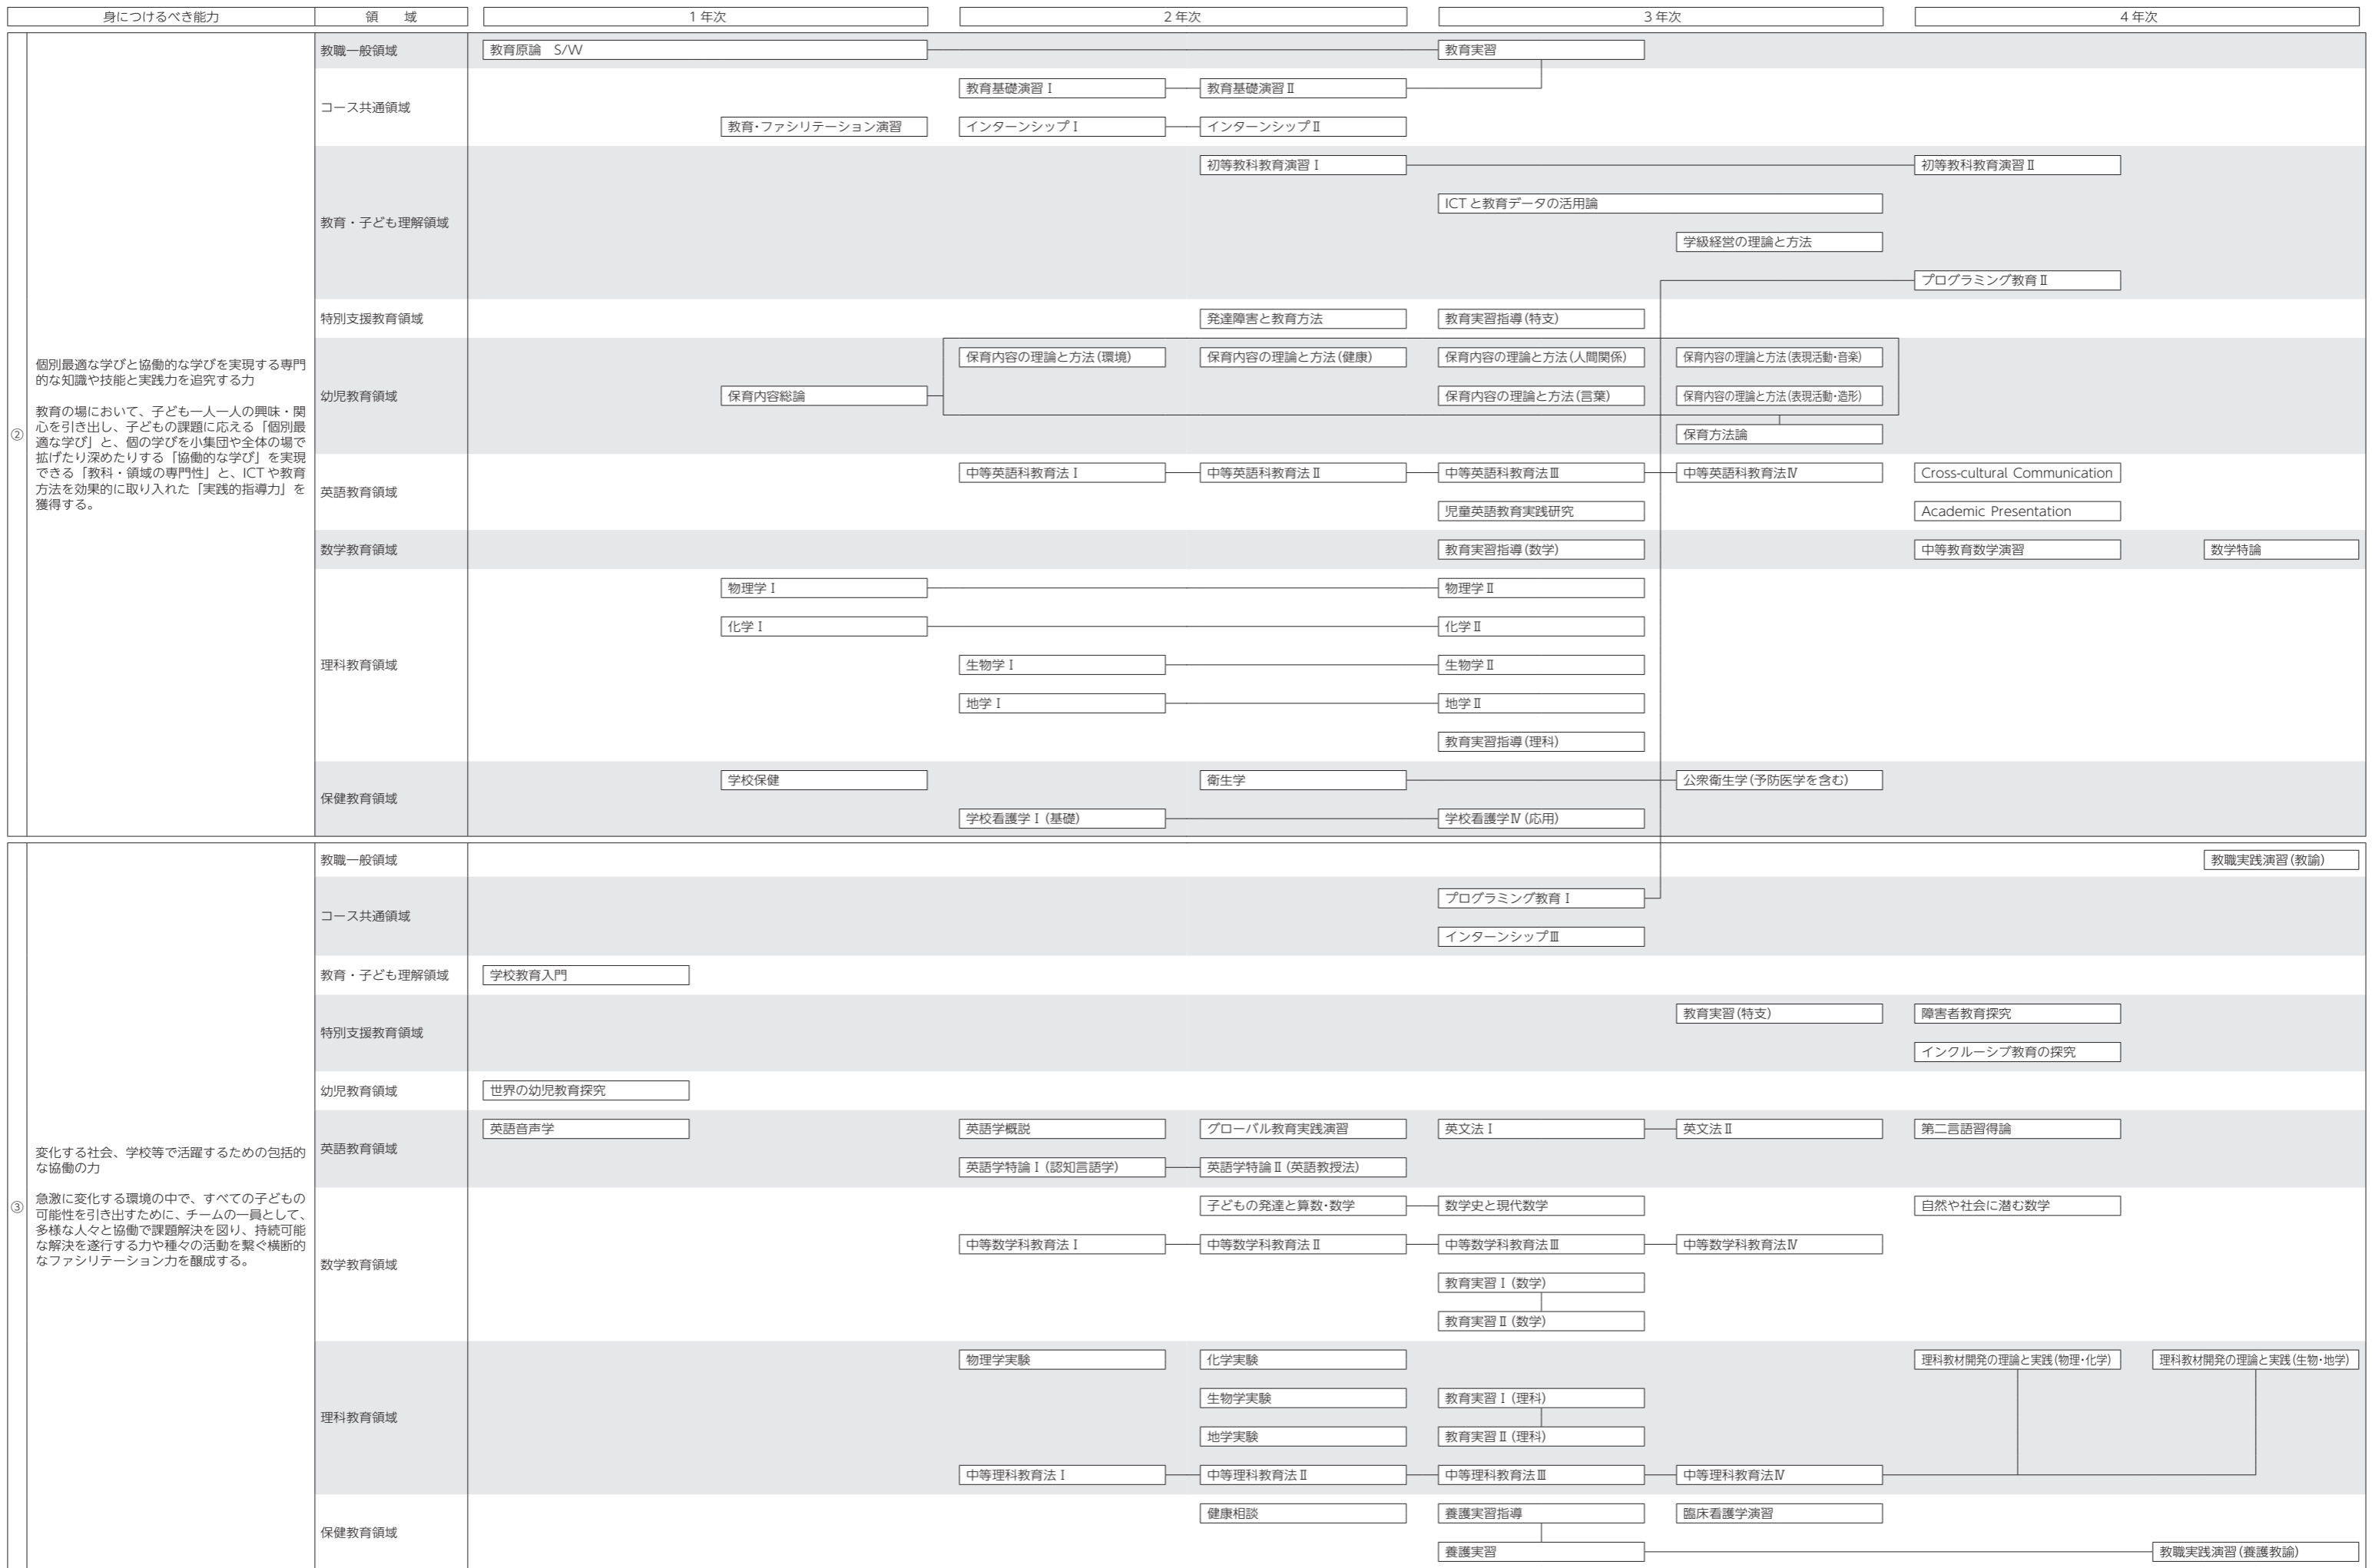 身につけるべき能力
領　域
1 年次
2 年次
3 年次
4 年次
②
個別最適な学びと協働的な学びを実現する専門
的な知識や技能と実践力を追究する力
教育の場において、子ども一人一人の興味・関
心を引き出し、子どもの課題に応える「個別最
適な学び」と、個の学びを小集団や全体の場で
拡げたり深めたりする「協働的な学び」を実現
できる「教科・領域の専門性」と、ICT や教育
方法を効果的に取り入れた「実践的指導力」を
獲得する。
教職一般領域
教育原論　S/W
教育実習
コース共通領域
教育基礎演習Ⅰ
教育基礎演習Ⅱ
教育・ファシリテーション演習
インターンシップⅠ
インターンシップⅡ
教育・子ども理解領域
初等教科教育演習Ⅰ
初等教科教育演習Ⅱ
ICT と教育データの活用論
学級経営の理論と方法
プログラミング教育Ⅱ
特別支援教育領域
発達障害と教育方法
教育実習指導(特支)
幼児教育領域
保育内容の理論と方法(環境)
保育内容の理論と方法(健康)
保育内容の理論と方法(人間関係)
保育内容の理論と方法(表現活動・音楽)
保育内容総論
保育内容の理論と方法(言葉)
保育内容の理論と方法(表現活動・造形)
保育方法論
英語教育領域
中等英語科教育法Ⅰ
中等英語科教育法Ⅱ
中等英語科教育法Ⅲ
中等英語科教育法Ⅳ
Cross-cultural Communication
児童英語教育実践研究
Academic Presentation
数学教育領域
教育実習指導(数学)
中等教育数学演習
数学特論
理科教育領域
物理学Ⅰ
物理学Ⅱ
化学Ⅰ
化学Ⅱ
生物学Ⅰ
生物学Ⅱ
地学Ⅰ
地学Ⅱ
教育実習指導(理科)
保健教育領域
学校保健
衛生学
公衆衛生学(予防医学を含む)
学校看護学Ⅰ(基礎)
学校看護学Ⅳ(応用)
③
変化する社会、学校等で活躍するための包括的
な協働の力
急激に変化する環境の中で、すべての子どもの
可能性を引き出すために、チームの一員として、
多様な人々と協働で課題解決を図り、持続可能
な解決を遂行する力や種々の活動を繋ぐ横断的
なファシリテーション力を醸成する。
教職一般領域
教職実践演習(教諭)
コース共通領域
プログラミング教育Ⅰ
インターンシップⅢ
教育・子ども理解領域
学校教育入門
特別支援教育領域
教育実習(特支)
障害者教育探究
インクルーシブ教育の探究
幼児教育領域
世界の幼児教育探究
英語教育領域
英語音声学
英語学概説
グローバル教育実践演習
英文法Ⅰ
英文法Ⅱ
第二言語習得論
英語学特論Ⅰ(認知言語学)
英語学特論Ⅱ(英語教授法)
数学教育領域
子どもの発達と算数・数学
数学史と現代数学
自然や社会に潜む数学
中等数学科教育法Ⅰ
中等数学科教育法Ⅱ
中等数学科教育法Ⅲ
中等数学科教育法Ⅳ
教育実習Ⅰ(数学)
教育実習Ⅱ(数学)
理科教育領域
物理学実験
化学実験
理科教材開発の理論と実践(物理・化学)
理科教材開発の理論と実践(生物・地学)
生物学実験
教育実習Ⅰ(理科)
地学実験
教育実習Ⅱ(理科)
中等理科教育法Ⅰ
中等理科教育法Ⅱ
中等理科教育法Ⅲ
中等理科教育法Ⅳ
保健教育領域
健康相談
養護実習指導
臨床看護学演習
養護実習
教職実践演習(養護教諭)